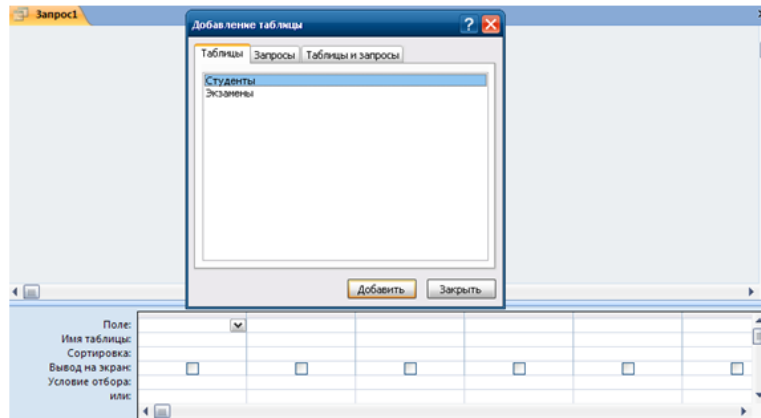 Запрос1
Добавление таблицы
Таблицы Запросы Таблицы и запросы
Студенты
Экзамены
Добавить Закрыть
Поле:
Имя таблицы:
Сортировка:
Вывод на экран:
Условие отбора:
или: